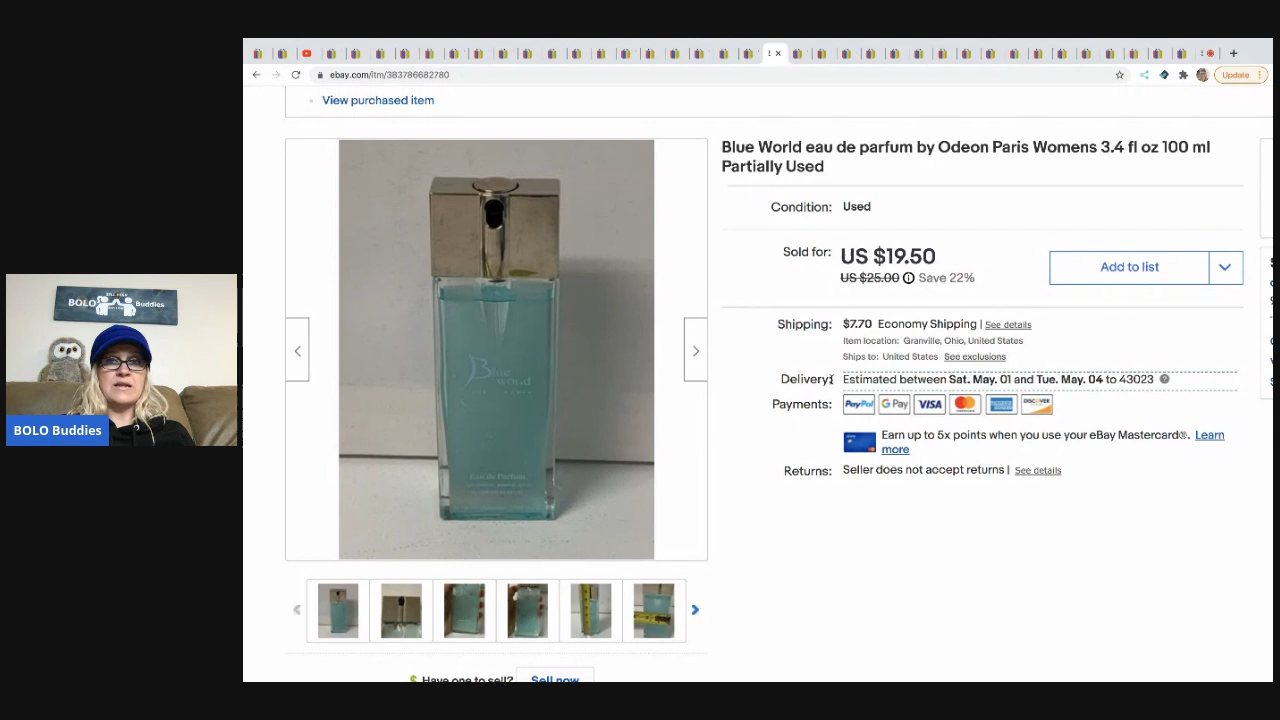 ebay.com/itm/383786682780
Update
View purchased item
Blue World eau de parfum by Odeon Paris Womens 3.4 fl oz 100 ml
Partially Used
Condition: Used
Sold for: US $19.50
US $25.00 Save 22%
Add to list
Shipping: $7.70 Economy Shipping | See details
Item location: Granville, Ohio, United States
Ships to: United States See exclusions
Delivery: Estimated between Sat. May. 01 and Tue. May. 04 to 43023
Payments: PayPal G Pay VISA DISCOVER
Earn up to 5x points when you use your eBay Mastercard®. Learn
more
Returns: Seller does not accept returns | See details
Blue
world
Eau de Parfum
$ Have one to sell? Sell now
BOLO Buddies
BOLO Buddies